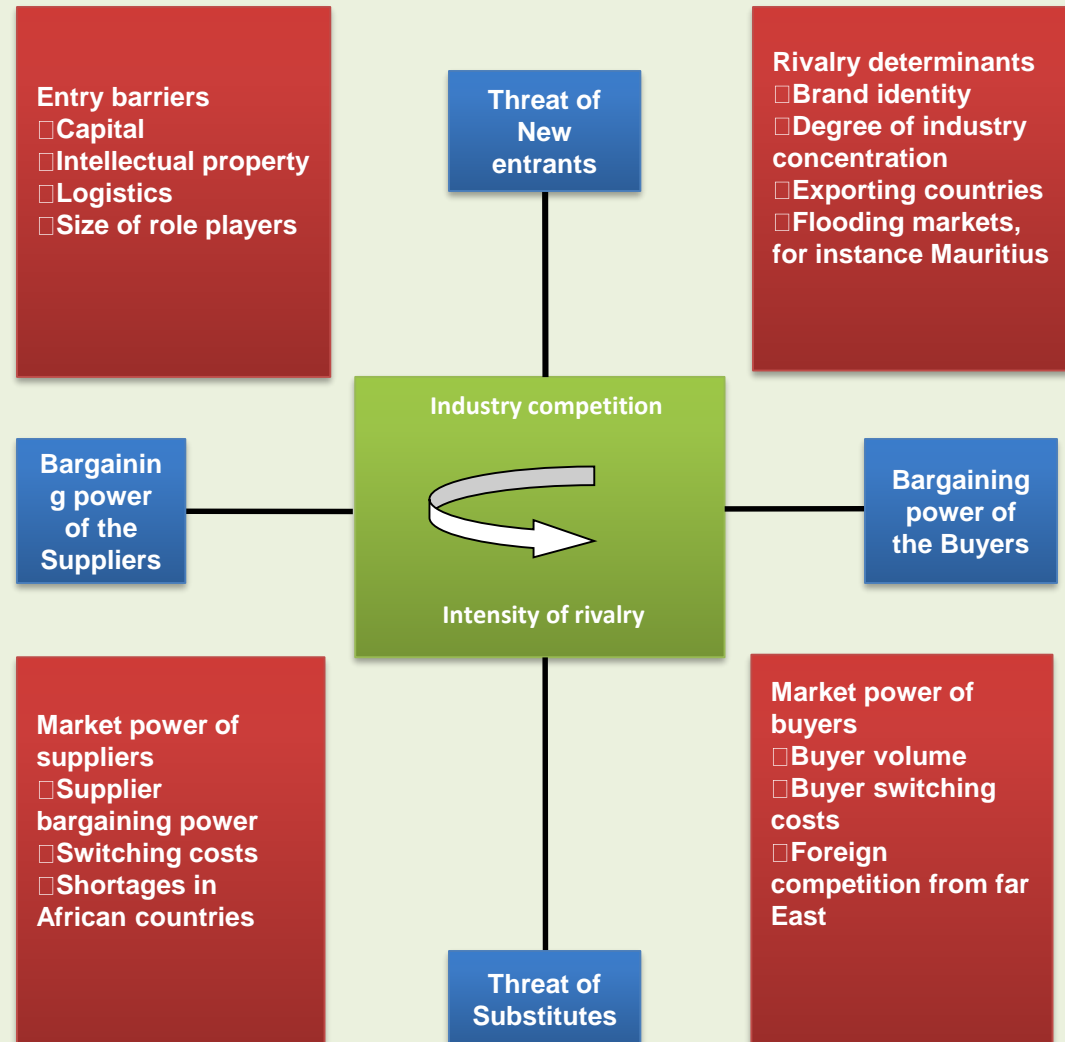 Entry barriers
□Capital
□Intellectual property
□Logistics
□Size of role players
Threat of
New
entrants
Rivalry determinants
□Brand identity
□Degree of industry
concentration
□Exporting countries
□Flooding markets,
for instance Mauritius
Industry competition
Intensity of rivalry
Bargainin
g power
of the
Suppliers
Bargaining
power of
the Buyers
Market power of
suppliers
□Supplier
bargaining power
□Switching costs
□Shortages in
African countries
Threat of
Substitutes
Market power of
buyers
□Buyer volume
□Buyer switching
costs
□Foreign
competition from far
East